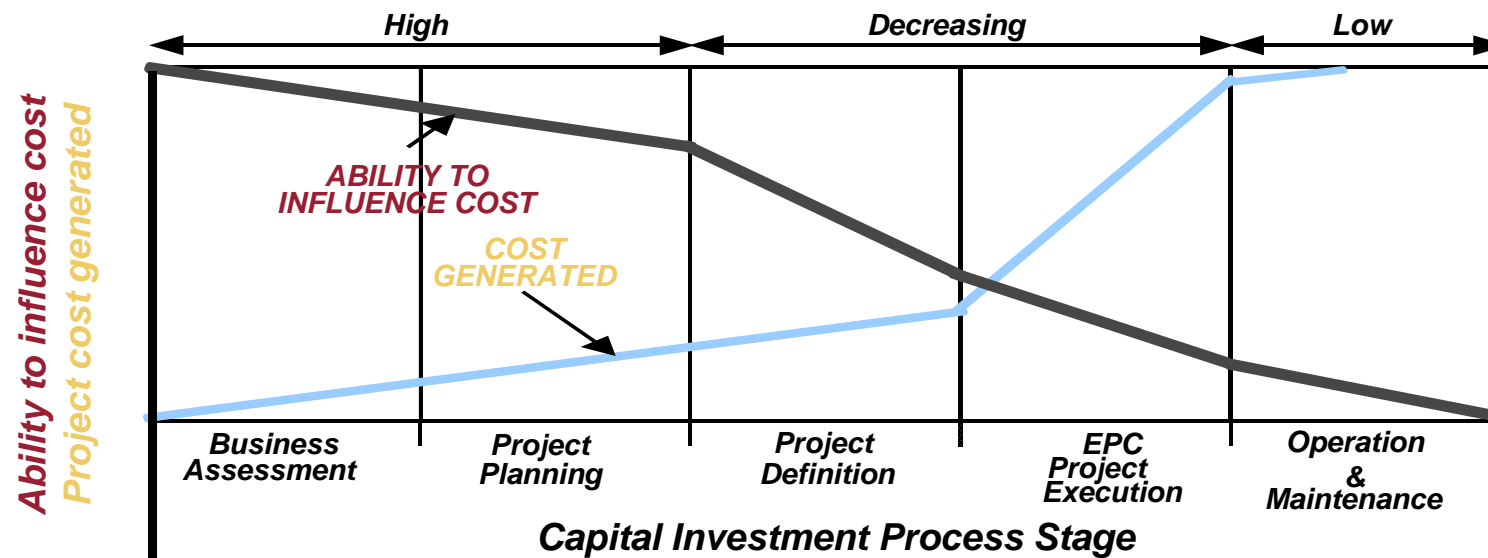 High
Decreasing
Low
Ability to influence cost
Project cost generated
ABILITY TO
INFLUENCE COST
COST
GENERATED
Business
Assessment
Project
Planning
Project
Definition
EPC
Project
Execution
Operation
&
Maintenance
Capital Investment Process Stage